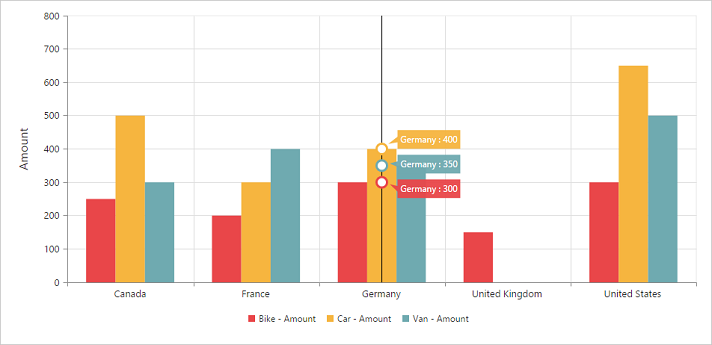 800
700
600
500
400
300
200
100
0
Amount
Germany : 400
Germany : 350
Germany : 300
Canada France Germany United Kingdom United States
Bike - Amount Car - Amount Van - Amount